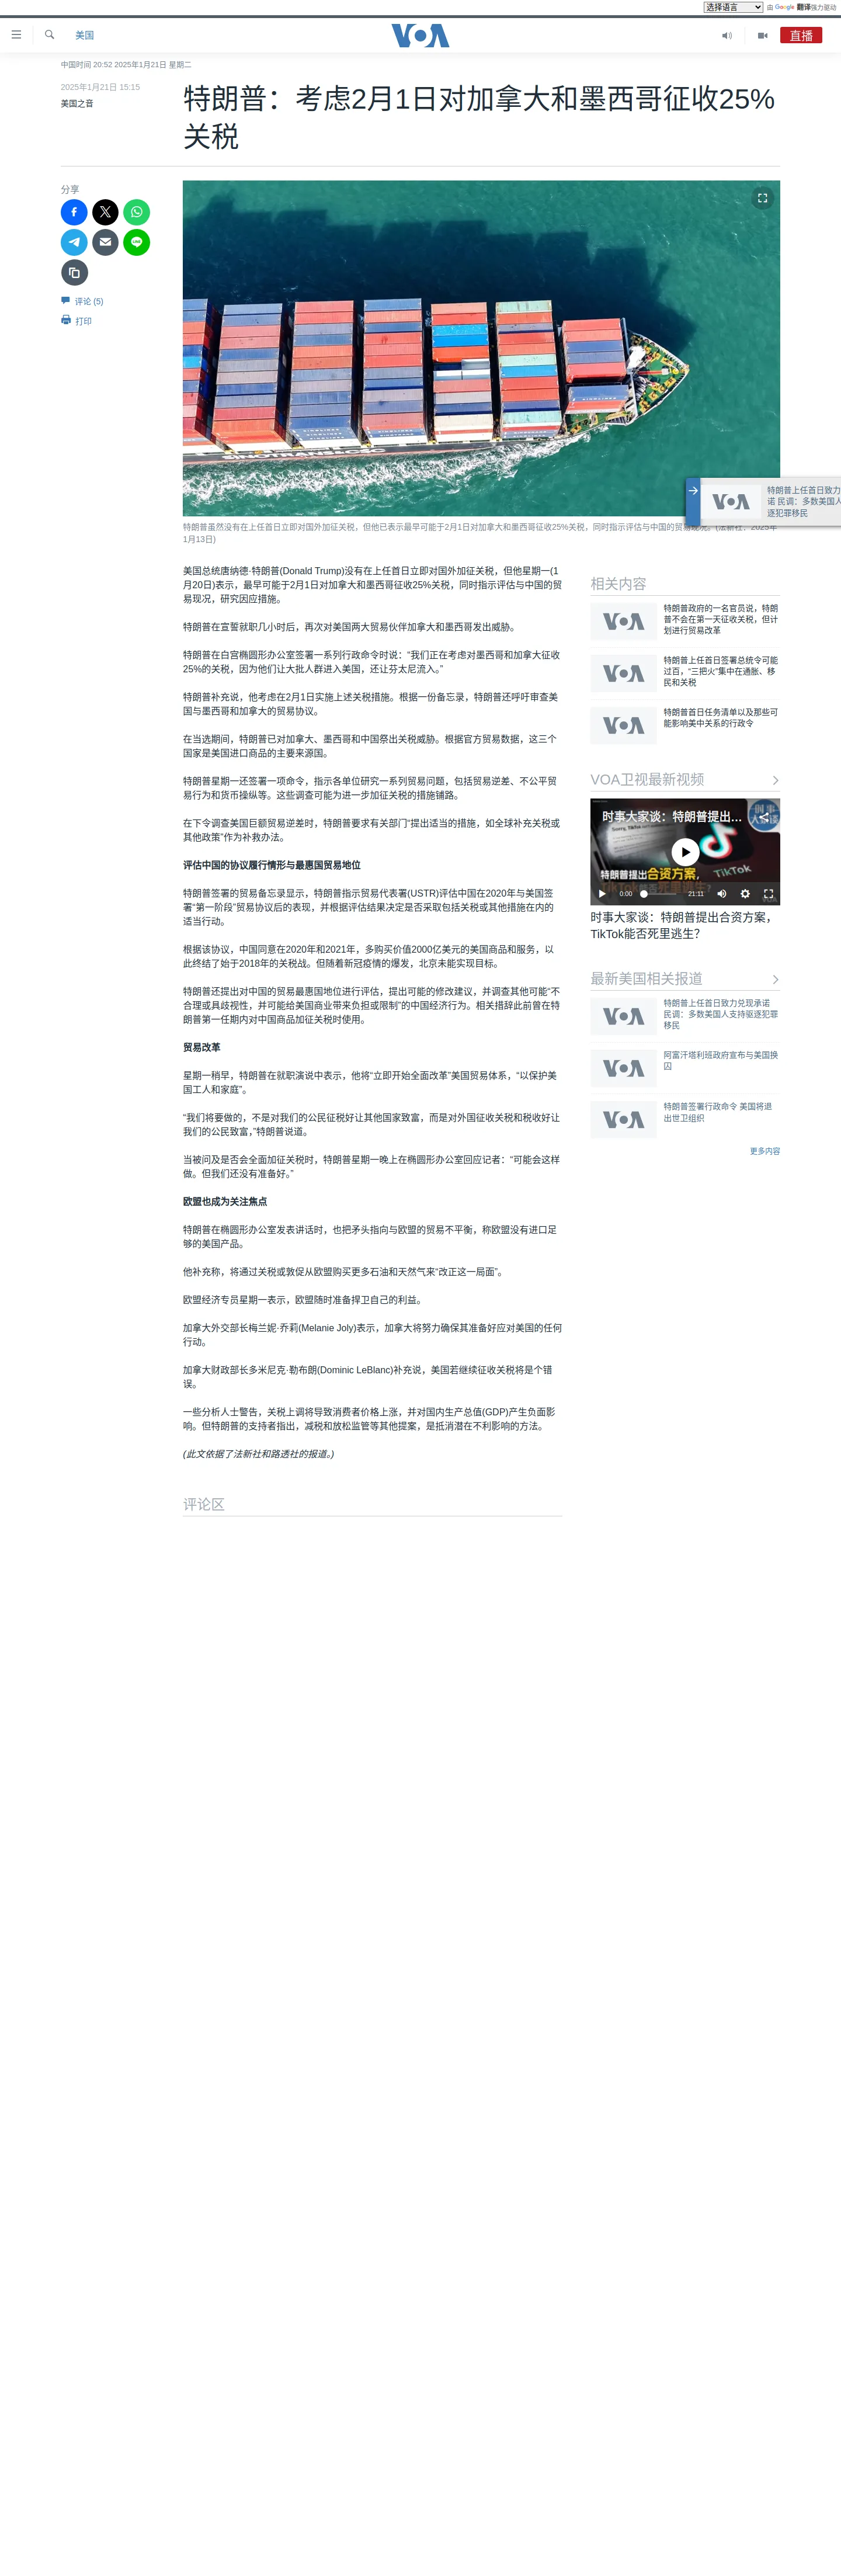 选择语言 由 Google 翻译强力驱动
美国
VOA
直播
中国时间 20:52 2025年1月21日 星期二
2025年1月21日 15:15
美国之音
特朗普：考虑2月1日对加拿大和墨西哥征收25%
关税
分享
评论 (5)
打印
特朗普上任首日致力
诺 民调：多数美国人
逐犯罪移民
特朗普虽然没有在上任首日立即对国外加征关税，但他已表示最早可能于2月1日对加拿大和墨西哥征收25%关税，同时指示评估与中国的贸易现况。(法新社：2025年
1月13日)
美国总统唐纳德·特朗普(Donald Trump)没有在上任首日立即对国外加征关税，但他星期一(1
月20日)表示，最早可能于2月1日对加拿大和墨西哥征收25%关税，同时指示评估与中国的贸
易现况，研究因应措施。
特朗普在宣誓就职几小时后，再次对美国两大贸易伙伴加拿大和墨西哥发出威胁。
特朗普在白宫椭圆形办公室签署一系列行政命令时说：“我们正在考虑对墨西哥和加拿大征收
25%的关税，因为他们让大批人群进入美国，还让芬太尼流入。”
特朗普补充说，他考虑在2月1日实施上述关税措施。根据一份备忘录，特朗普还呼吁审查美
国与墨西哥和加拿大的贸易协议。
在当选期间，特朗普已对加拿大、墨西哥和中国祭出关税威胁。根据官方贸易数据，这三个
国家是美国进口商品的主要来源国。
特朗普星期一还签署一项命令，指示各单位研究一系列贸易问题，包括贸易逆差、不公平贸
易行为和货币操纵等。这些调查可能为进一步加征关税的措施铺路。
在下令调查美国巨额贸易逆差时，特朗普要求有关部门“提出适当的措施，如全球补充关税或
其他政策”作为补救办法。
评估中国的协议履行情形与最惠国贸易地位
特朗普签署的贸易备忘录显示，特朗普指示贸易代表署(USTR)评估中国在2020年与美国签
署“第一阶段”贸易协议后的表现，并根据评估结果决定是否采取包括关税或其他措施在内的
适当行动。
根据该协议，中国同意在2020年和2021年，多购买价值2000亿美元的美国商品和服务，以
此终结了始于2018年的关税战。但随着新冠疫情的爆发，北京未能实现目标。
特朗普还提出对中国的贸易最惠国地位进行评估，提出可能的修改建议，并调查其他可能“不
合理或具歧视性，并可能给美国商业带来负担或限制”的中国经济行为。相关措辞此前曾在特
朗普第一任期内对中国商品加征关税时使用。
贸易改革
星期一稍早，特朗普在就职演说中表示，他将“立即开始全面改革”美国贸易体系，“以保护美
国工人和家庭”。
“我们将要做的，不是对我们的公民征税好让其他国家致富，而是对外国征收关税和税收好让
我们的公民致富，”特朗普说道。
当被问及是否会全面加征关税时，特朗普星期一晚上在椭圆形办公室回应记者：“可能会这样
做。但我们还没有准备好。”
欧盟也成为关注焦点
特朗普在椭圆形办公室发表讲话时，也把矛头指向与欧盟的贸易不平衡，称欧盟没有进口足
够的美国产品。
他补充称，将通过关税或敦促从欧盟购买更多石油和天然气来“改正这一局面”。
欧盟经济专员星期一表示，欧盟随时准备捍卫自己的利益。
加拿大外交部长梅兰妮·乔莉(Melanie Joly)表示，加拿大将努力确保其准备好应对美国的任何
行动。
加拿大财政部长多米尼克·勒布朗(Dominic LeBlanc)补充说，美国若继续征收关税将是个错
误。
一些分析人士警告，关税上调将导致消费者价格上涨，并对国内生产总值(GDP)产生负面影
响。但特朗普的支持者指出，减税和放松监管等其他提案，是抵消潜在不利影响的方法。
(此文依据了法新社和路透社的报道。)
评论区
相关内容
特朗普政府的一名官员说，特朗
普不会在第一天征收关税，但计
划进行贸易改革
特朗普上任首日签署总统令可能
过百，“三把火”集中在通胀、移
民和关税
特朗普首日任务清单以及那些可
能影响美中关系的行政令
VOA卫视最新视频
时事大家谈：特朗普提出…
特朗普提出合资方案，
TikTok能否死里逃生？
TikTok
0:00 21:11
时事大家谈：特朗普提出合资方案，
TikTok能否死里逃生？
最新美国相关报道
特朗普上任首日致力兑现承诺
民调：多数美国人支持驱逐犯罪
移民
阿富汗塔利班政府宣布与美国换
囚
特朗普签署行政命令 美国将退
出世卫组织
更多内容